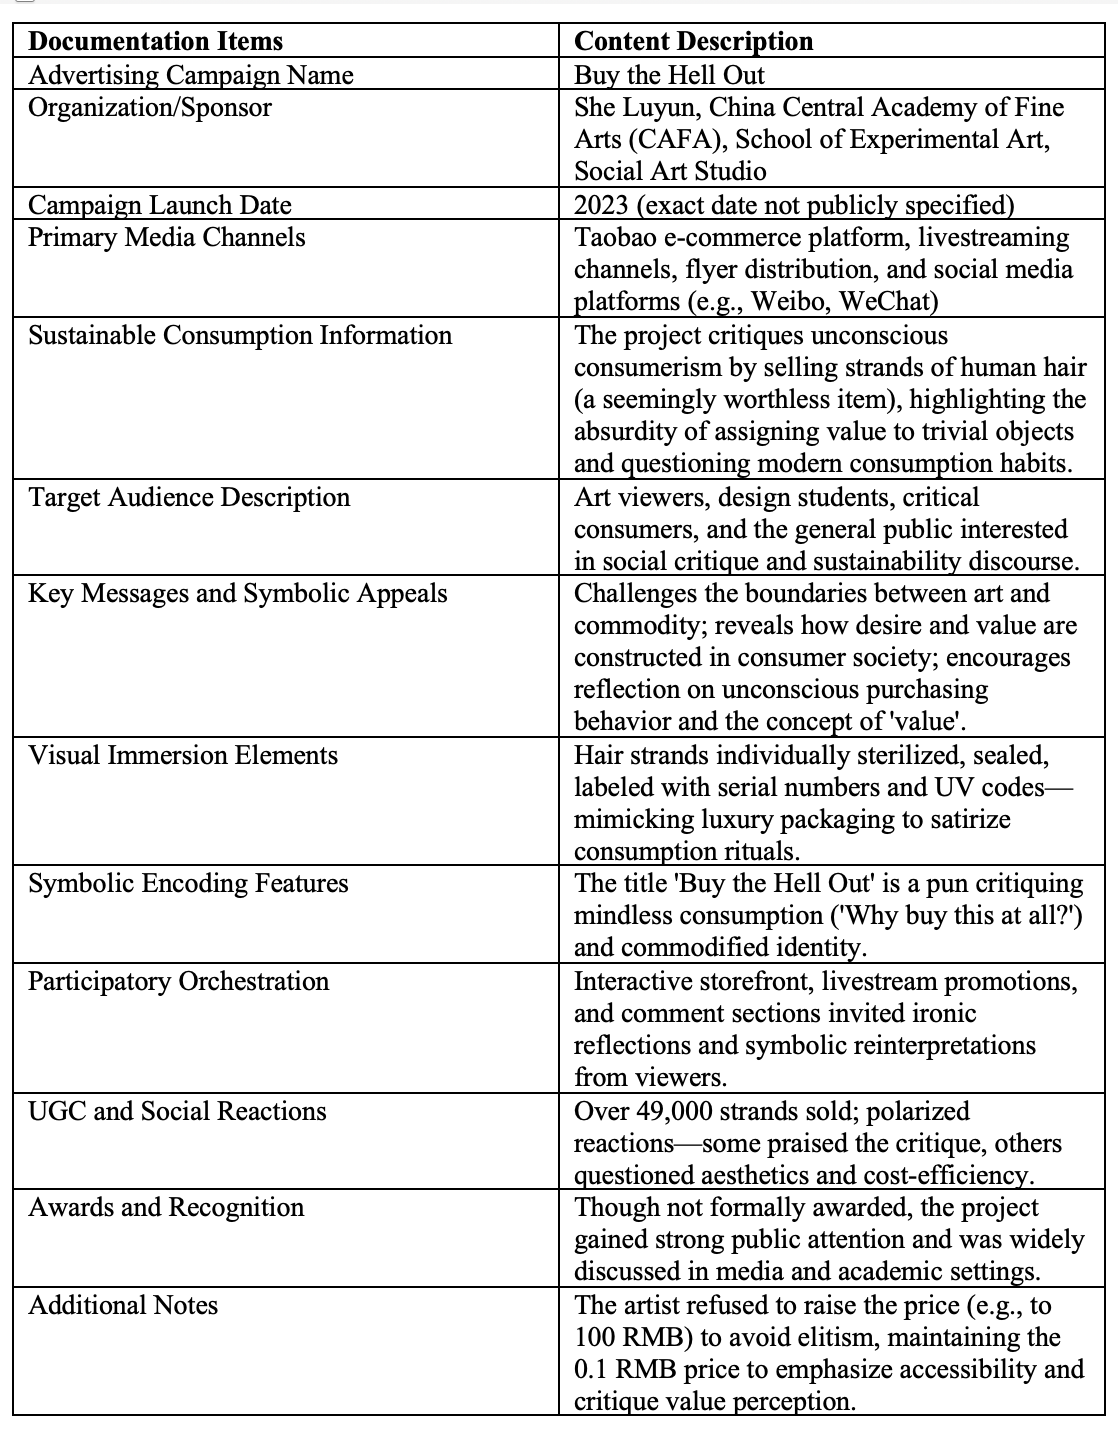 Documentation Items
Content Description
Advertising Campaign Name
Buy the Hell Out
Organization/Sponsor
She Luyun, China Central Academy of Fine
Arts (CAFA), School of Experimental Art,
Social Art Studio
Campaign Launch Date
2023 (exact date not publicly specified)
Primary Media Channels
Taobao e-commerce platform, livestreaming
channels, flyer distribution, and social media
platforms (e.g., Weibo, WeChat)
Sustainable Consumption Information
The project critiques unconscious
consumerism by selling strands of human hair
(a seemingly worthless item), highlighting the
absurdity of assigning value to trivial objects
and questioning modern consumption habits.
Target Audience Description
Art viewers, design students, critical
consumers, and the general public interested
in social critique and sustainability discourse.
Key Messages and Symbolic Appeals
Challenges the boundaries between art and
commodity; reveals how desire and value are
constructed in consumer society; encourages
reflection on unconscious purchasing
behavior and the concept of 'value'.
Visual Immersion Elements
Hair strands individually sterilized, sealed,
labeled with serial numbers and UV codes—
mimicking luxury packaging to satirize
consumption rituals.
Symbolic Encoding Features
The title 'Buy the Hell Out' is a pun critiquing
mindless consumption ('Why buy this at all?')
and commodified identity.
Participatory Orchestration
Interactive storefront, livestream promotions,
and comment sections invited ironic
reflections and symbolic reinterpretations
from viewers.
UGC and Social Reactions
Over 49,000 strands sold; polarized
reactions—some praised the critique, others
questioned aesthetics and cost-efficiency.
Awards and Recognition
Though not formally awarded, the project
gained strong public attention and was widely
discussed in media and academic settings.
Additional Notes
The artist refused to raise the price (e.g., to
100 RMB) to avoid elitism, maintaining the
0.1 RMB price to emphasize accessibility and
critique value perception.